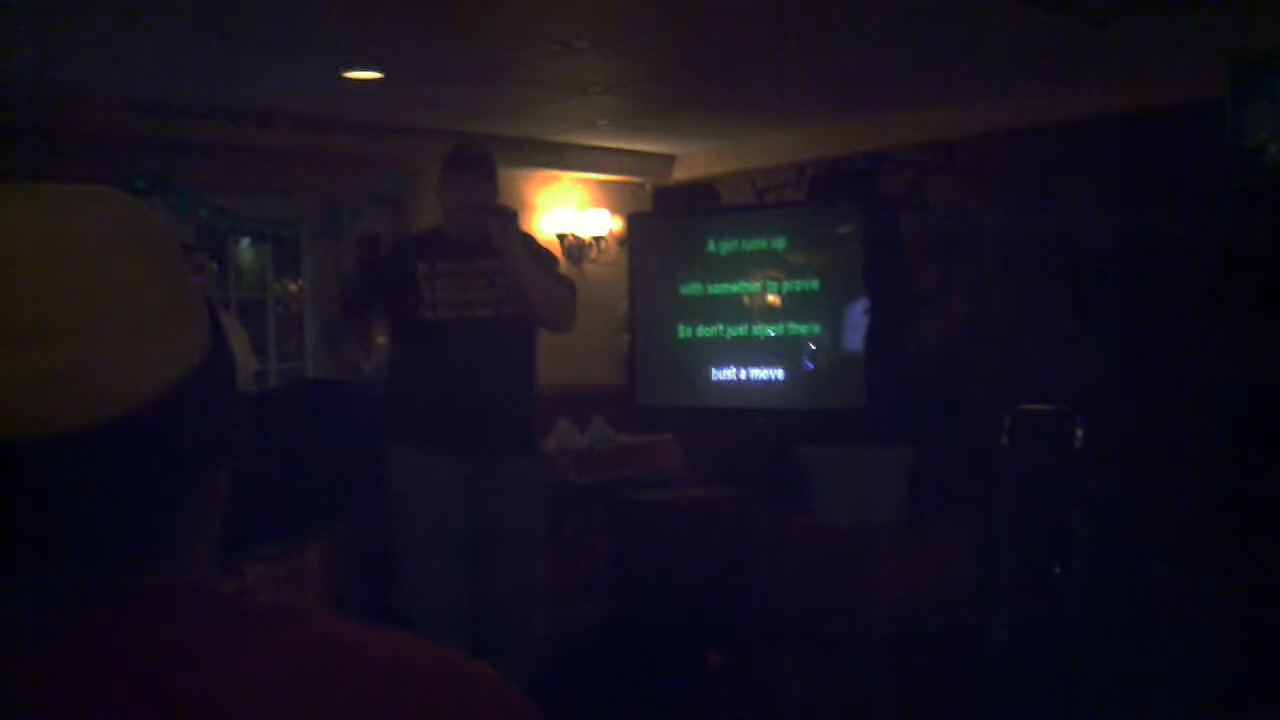 A girl runs up
with somethin' to prove
So don't just stand there
bust a move